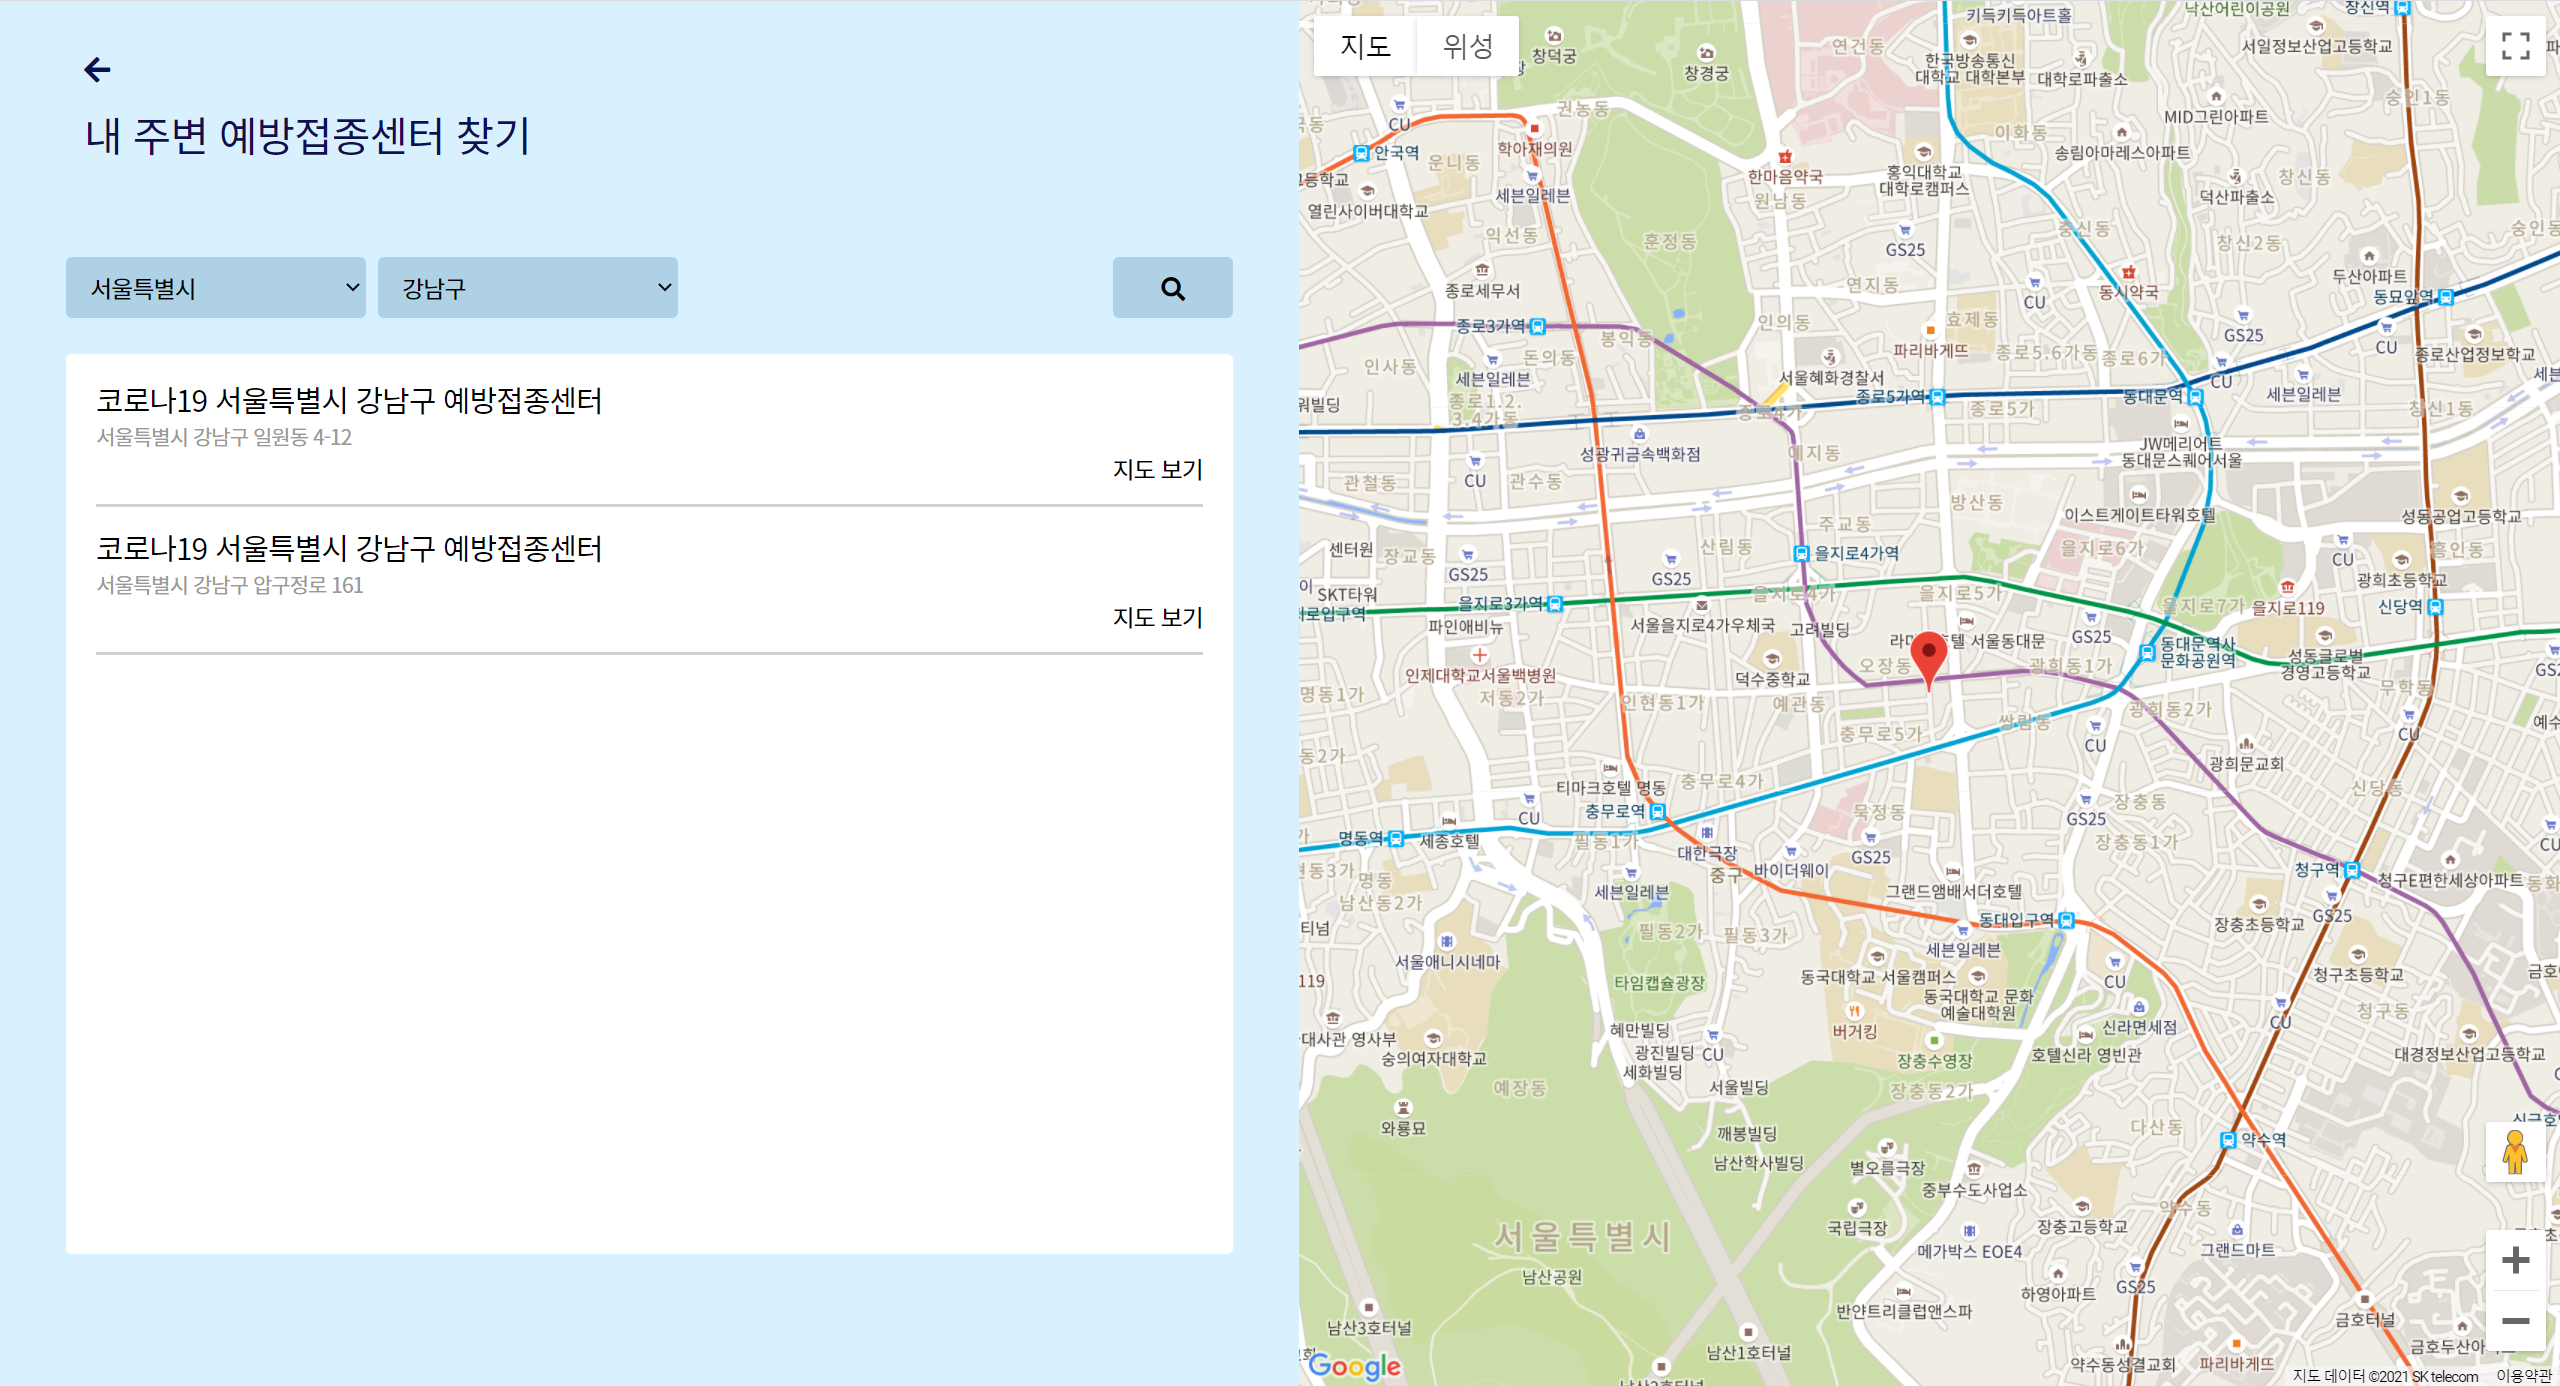 내 주변 예방접종센터 찾기
서울특별시
강남구
코로나19 서울특별시 강남구 예방접종센터
서울특별시 강남구 일원동 4-12
지도 보기
코로나19 서울특별시 강남구 예방접종센터
서울특별시 강남구 압구정로 161
지도 보기
지도
위성
키득키득아트홀
낙산어린이공원
창신역
창덕궁
창경궁
연건동
한국방송통신
대학교 대학본부
대학로파출소
서일정보산업고등학교
숭인1동
MID그린아파트
CU
권농동
안국역
학아재의원
운니동
이화동
송림아마레스아파트
세븐일레븐
한마음약국
원남동
홍익대학교
대학로캠퍼스
창신동
덕산파출소
열린사이버대학교
익선동
훈정동
GS25
충신동
창신2동
숭인동
종로세무서
연지동
CU
동시약국
두산아파트
동묘앞역
종로3가역
봉익동
인의동
효제동
GS25
CU
인사동
돈의동
파리바게뜨
종로5.6가동
종로6가
종로산업정보학교
세븐일레븐
서울혜화경찰서
CU
세븐일레븐
종로1.2.
3.4가동
종로4가
종로5가역
종로5가
동대문역
창신1동
성광귀금속백화점
예지동
JW메리어트
동대문스퀘어서울
관철동
CU
관수동
방산동
주교동
이스트게이트타워호텔
성동공업고등학교
센터원
장교동
산림동
을지로4가역
을지로6가
CU
흥인동
GS25
GS25
광희초등학교
SKT타워
을지로3가역
을지로4가
을지로5가
을지로7가
을지로119
신당역
파인애비뉴
서울을지로4가우체국
고려빌딩
서울동대문
GS25
동대문역사
문화공원역
인제대학교서울백병원
덕수중학교
오장동
광희동1가
성동글로벌
경영고등학교
명동1가
저동2가
인현동1가
예관동
무학동
충무로5가
쌍림동
광희동2가
CU
CU
광희문교회
티마크호텔 명동
충무로4가
신당동
CU
충무로역
묵정동
장충동
GS25
명동역
세종호텔
필동1가
대한극장
GS25
장충동1가
명동
중구
바이더웨이
청구역
청구E편한세상아파트
남산동2가
세븐일레븐
그랜드앰배서더호텔
동대입구역
장충초등학교
GS25
필동2가
필동3가
세븐일레븐
서울애니시네마
타임캡슐광장
동국대학교 서울캠퍼스
CU
청구초등학교
119
동국대학교 문화
예술대학원
청구동
혜만빌딩
버거킹
신라면세점
CU
대사관 영사부
숭의여자대학교
광진빌딩
CU
세화빌딩
장충수영장
호텔신라 영빈관
대경정보산업고등학교
예장동
서울빌딩
장충동2가
와룡묘
깨봉빌딩
다산동
약수역
남산학사빌딩
별오름극장
중부수도사업소
약수동
서울특별시
국립극장
장충고등학교
메가박스 EOE4
그랜드마트
남산공원
하영아파트
GS25
남산3호터널
반얀트리클럽앤스파
금호터널
남산1호터널
약수동성결교회
파리바게뜨
Google
지도 데이터 ©2021 SK telecom
이용약관